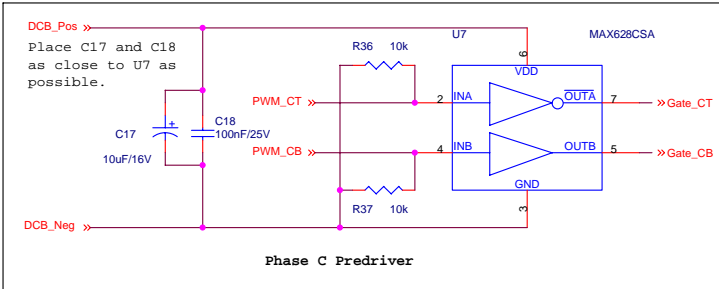 DCB_Pos
Place C17 and C18
as close to U7 as
possible.
R36 10k
U7
MAX628CSA
6
VDD
PWM_CT
2
INA
OUTA
7
Gate_CT
C17
+
C18
100nF/25V
10uF/16V
PWM_CB
4
INB
OUTB
5
Gate_CB
GND
3
R37 10k
DCB_Neg
Phase C Predriver